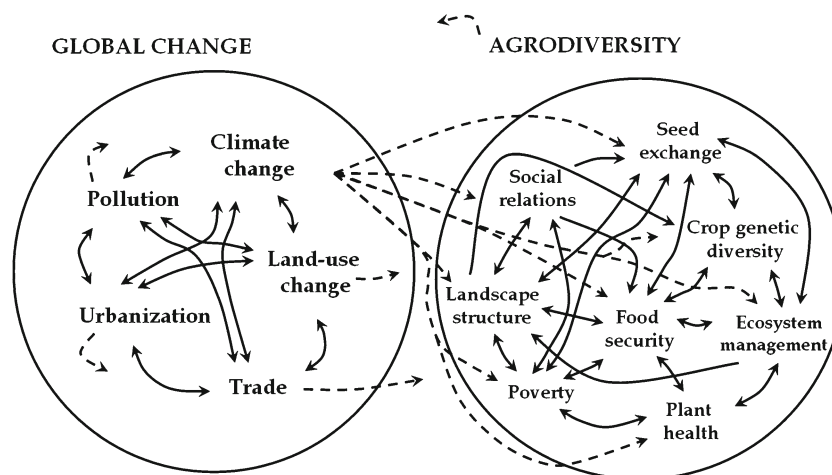 GLOBAL CHANGE
AGRODIVERSITY
Climate
change
Pollution
Land-use
change
Urbanization
Trade
Seed
exchange
Social
relations
Crop genetic
diversity
Landscape
structure
Food
security
Ecosystem
management
Poverty
Plant
health